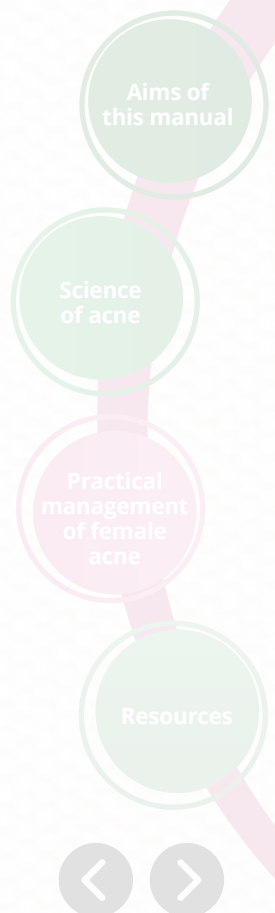 Aims of
this manual
Science
of acne
Practical
management
of female
acne
Resources